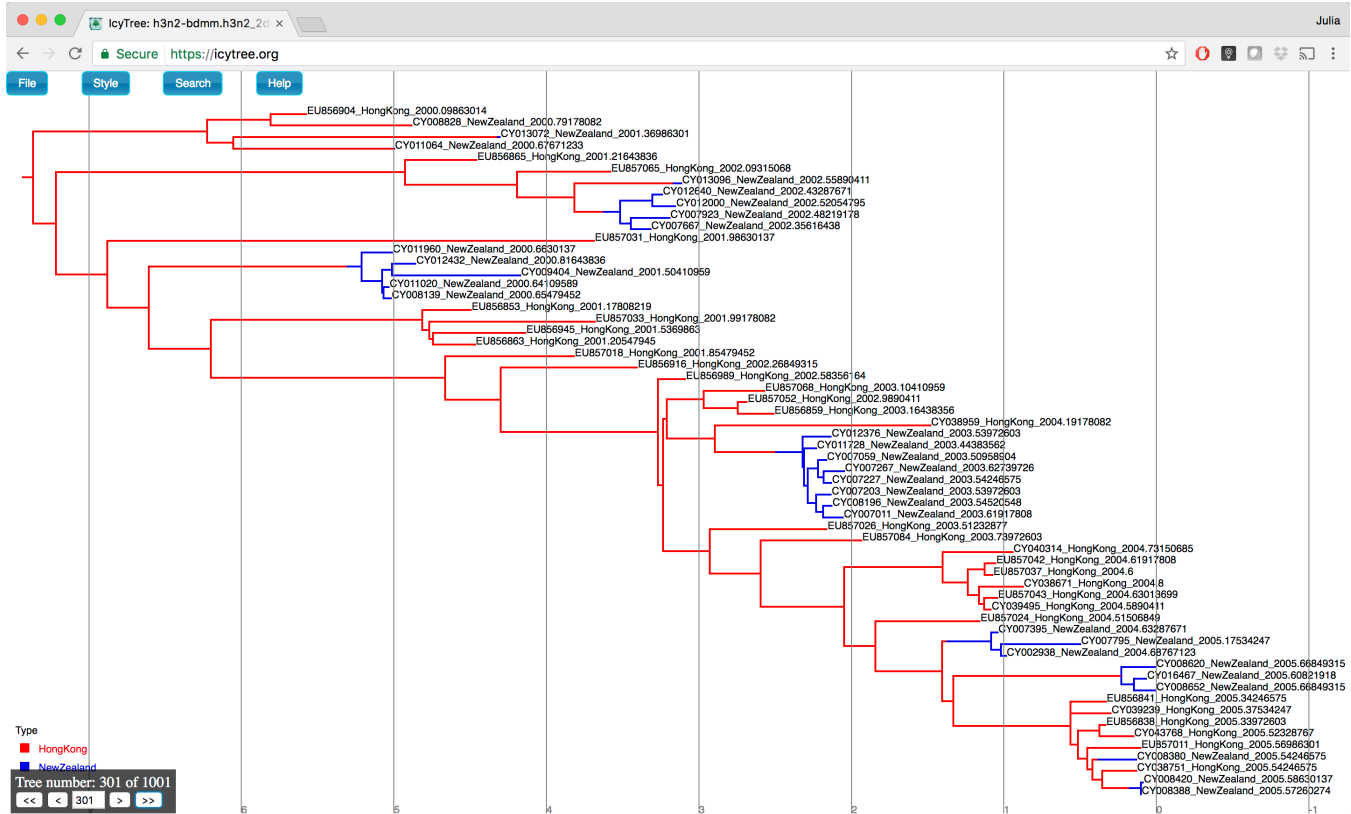 IcyTree: h3n2-bdmm.h3n2_2d
Julia
Secure https://icytree.org
File Style Search Help
EU856904_HongKong_2000.09863014
CY008828_NewZealand_2000.79178082
CY013072_NewZealand_2001.36986301
CY011064_NewZealand_2000.67671233
EU856865_HongKong_2001.21643836
EU857065_HongKong_2002.09315068
CY013096_NewZealand_2002.55890411
CY012640_NewZealand_2002.43287671
CY012000_NewZealand_2002.52054795
CY007923_NewZealand_2002.48219178
CY007667_NewZealand_2002.35616438
EU857031_HongKong_2001.98630137
CY011960_NewZealand_2000.6630137
CY012432_NewZealand_2000.81643836
CY009404_NewZealand_2001.50410959
CY011020_NewZealand_2000.64109589
CY008139_NewZealand_2000.65479452
EU856853_HongKong_2001.17808219
EU857033_HongKong_2001.99178082
EU856945_HongKong_2001.5369863
EU856863_HongKong_2001.20547945
EU857018_HongKong_2001.85479452
EU856916_HongKong_2002.26849315
EU856989_HongKong_2002.58356164
EU857068_HongKong_2003.10410959
EU857052_HongKong_2002.9890411
EU856859_HongKong_2003.16438356
CY038959_HongKong_2004.19178082
CY012376_NewZealand_2003.53972603
CY011728_NewZealand_2003.44383562
CY007059_NewZealand_2003.50958904
CY007267_NewZealand_2003.62739726
CY007227_NewZealand_2003.54246575
CY007203_NewZealand_2003.53972603
CY008196_NewZealand_2003.54520548
CY007011_NewZealand_2003.61917808
EU857026_HongKong_2003.51232877
EU857084_HongKong_2003.73972603
CY040314_HongKong_2004.73150685
EU857042_HongKong_2004.61917808
EU857037_HongKong_2004.6
CY038671_HongKong_2004.8
EU857043_HongKong_2004.63013699
CY039495_HongKong_2004.5890411
EU857024_HongKong_2004.51506849
CY007395_NewZealand_2004.63287671
CY007795_NewZealand_2005.17534247
CY002938_NewZealand_2004.68767123
CY008620_NewZealand_2005.66849315
CY016467_NewZealand_2005.60821918
CY008652_NewZealand_2005.66849315
EU856841_HongKong_2005.34246575
CY039239_HongKong_2005.37534247
EU856838_HongKong_2005.33972603
CY043768_HongKong_2005.52328767
EU857011_HongKong_2005.56986301
CY008380_NewZealand_2005.54246575
CY038751_HongKong_2005.54246575
CY008420_NewZealand_2005.58630137
CY008388_NewZealand_2005.57260274
Type
HongKong
NewZealand
Tree number: 301 of 1001
<< < 301 > >>
6 5 4 3 2 1 0 -1